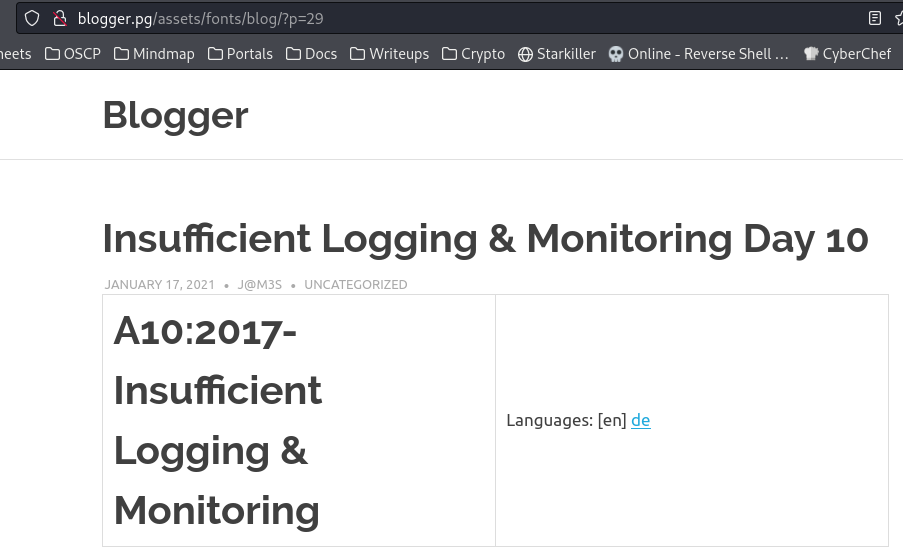 blogger.pg/assets/fonts/blog/?p=29
neets OSCP Mindmap Portals Docs Writeups Crypto Starkiller Online - Reverse Shell … CyberChef
Blogger
Insufficient Logging & Monitoring Day 10
JANUARY 17, 2021 • J@M3S • UNCATEGORIZED
A10:2017-
Insufficient
Logging &
Monitoring
Languages: [en] de